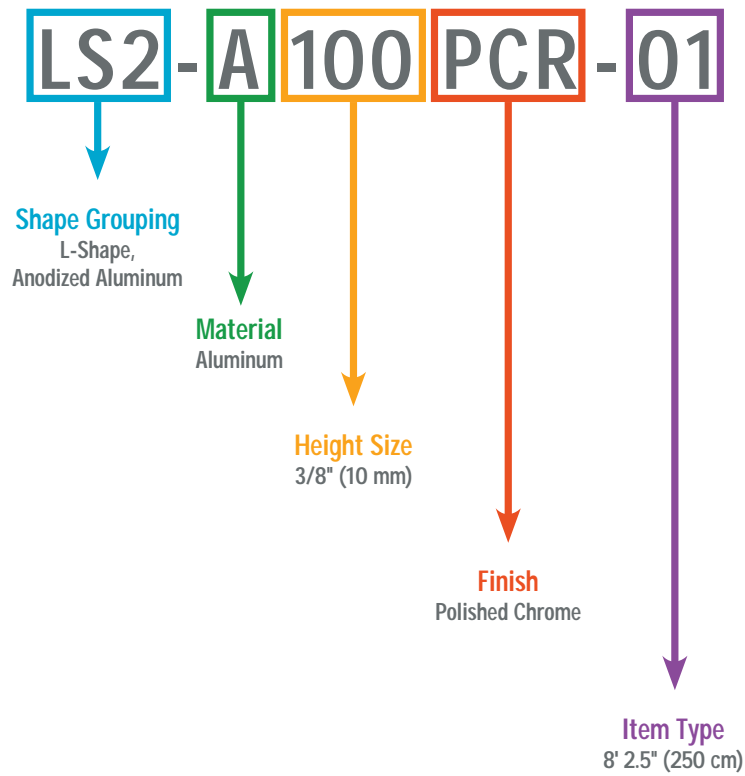 LS2-A100PCR-01
Shape Grouping
L-Shape,
Anodized Aluminum
Material
Aluminum
Height Size
3/8" (10 mm)
Finish
Polished Chrome
Item Type
8' 2.5" (250 cm)